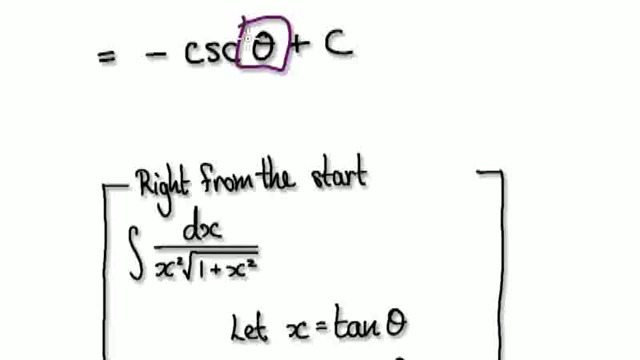 = - csc θ + C
Right from the start
∫ dx / x²√1+x²
Let x = tan θ